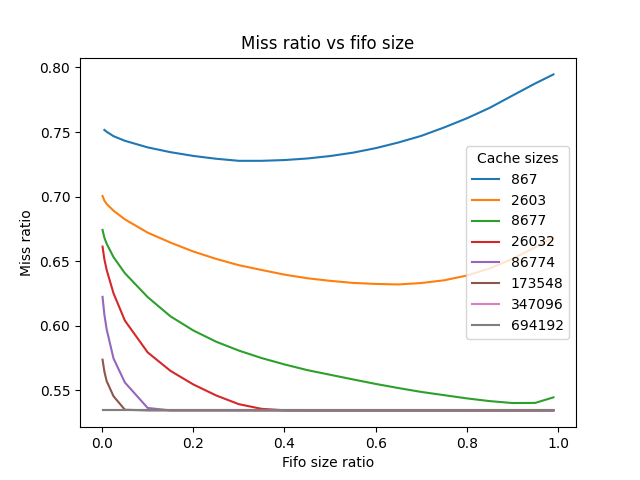 Miss ratio vs fifo size
0.80
0.75
0.70
0.65
0.60
0.55
Miss ratio
Cache sizes
867
2603
8677
26032
86774
173548
347096
694192
0.0 0.2 0.4 0.6 0.8 1.0
Fifo size ratio